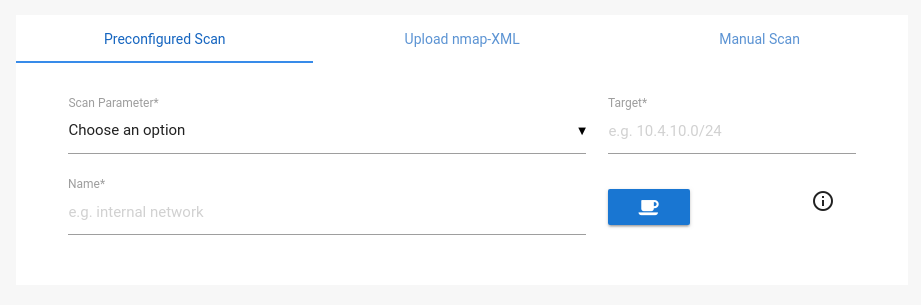 Preconfigured Scan
Upload nmap-XML
Manual Scan
Scan Parameter*
Choose an option
Target*
e.g. 10.4.10.0/24
Name*
e.g. internal network